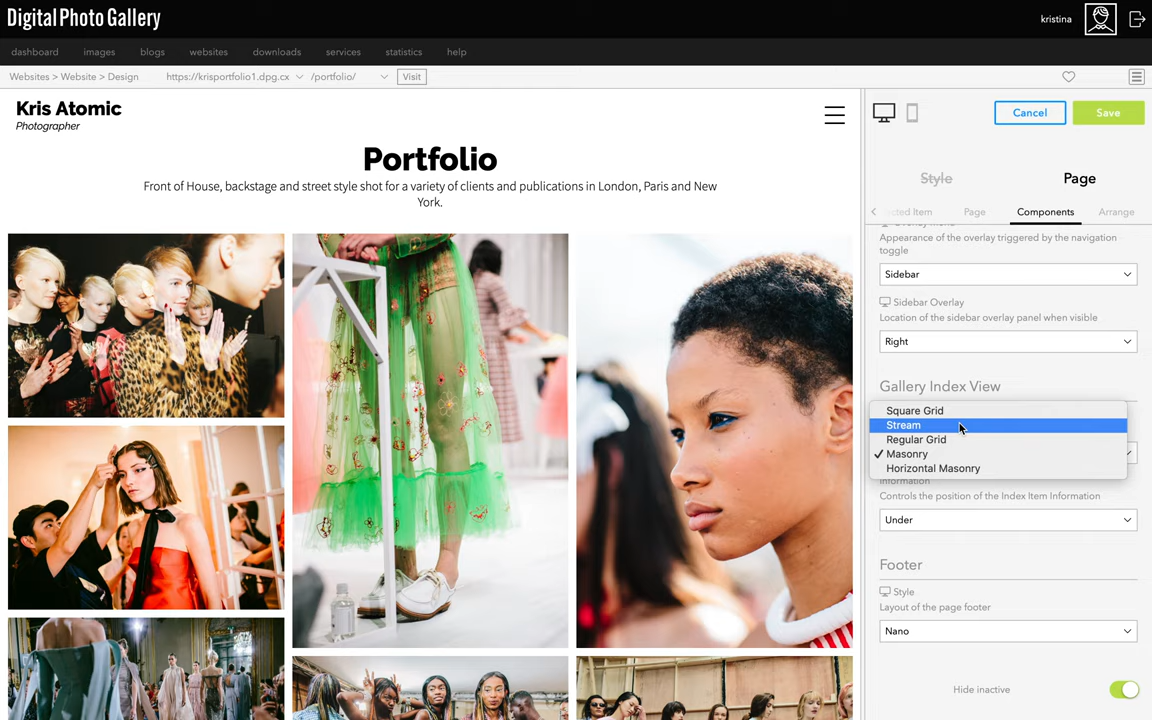 Digital Photo Gallery
kristina
dashboard images blogs websites downloads services statistics help
Websites > Website > Design https://krisportfolio1.dpg.cx /portfolio/ Visit
Kris Atomic
Photographer
Portfolio
Front of House, backstage and street style shot for a variety of clients and publications in London, Paris and New
York.
Cancel Save
Style Page
cted Item Page Components Arrange
Appearance of the overlay triggered by the navigation
toggle
Sidebar
Sidebar Overlay
Location of the sidebar overlay panel when visible
Right
Gallery Index View
Square Grid
Stream
Regular Grid
✓ Masonry
Horizontal Masonry
Information
Controls the position of the Index Item Information
Under
Footer
Style
Layout of the page footer
Nano
Hide inactive